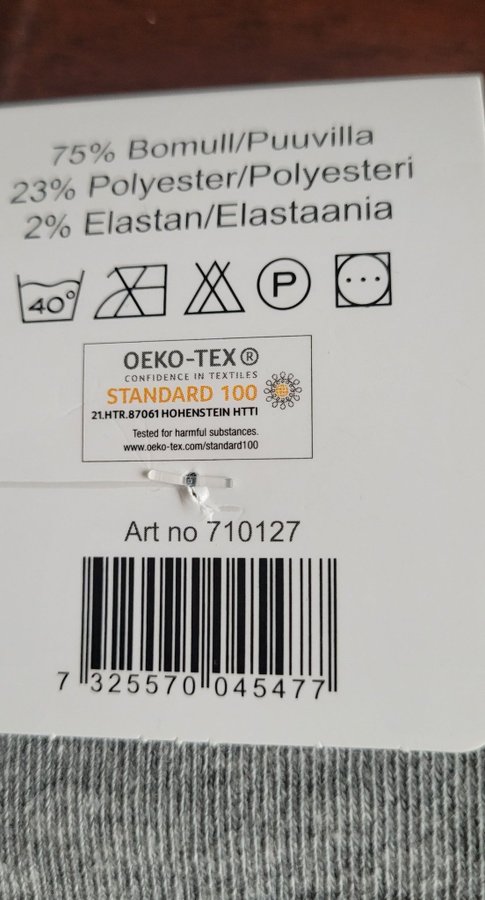 75% Bomull/Puuvilla
23% Polyester/Polyesteri
2% Elastan/Elastaania
40° P
OEKO-TEX®
CONFIDENCE IN TEXTILES
STANDARD 100
21.HTR.87061 HOHENSTEIN HTTI
Tested for harmful substances.
www.oeko-tex.com/standard100
Art no 710127
7 325570 045477